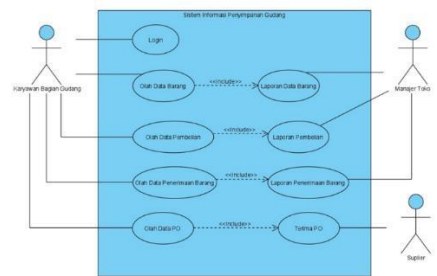 Sistem Informasi Penyimpanan Gudang
Login
Karyawan Bagian Gudang
Manajer Toko
Olah Data Barang
<<Include>>
Laporan Data Barang
Olah Data Pembelian
<<Include>>
Laporan Pembelian
Olah Data Penerimaan Barang
<<Include>>
Laporan Penerimaan Barang
Olah Data PO
<<Include>>
Terima PO
Suplier